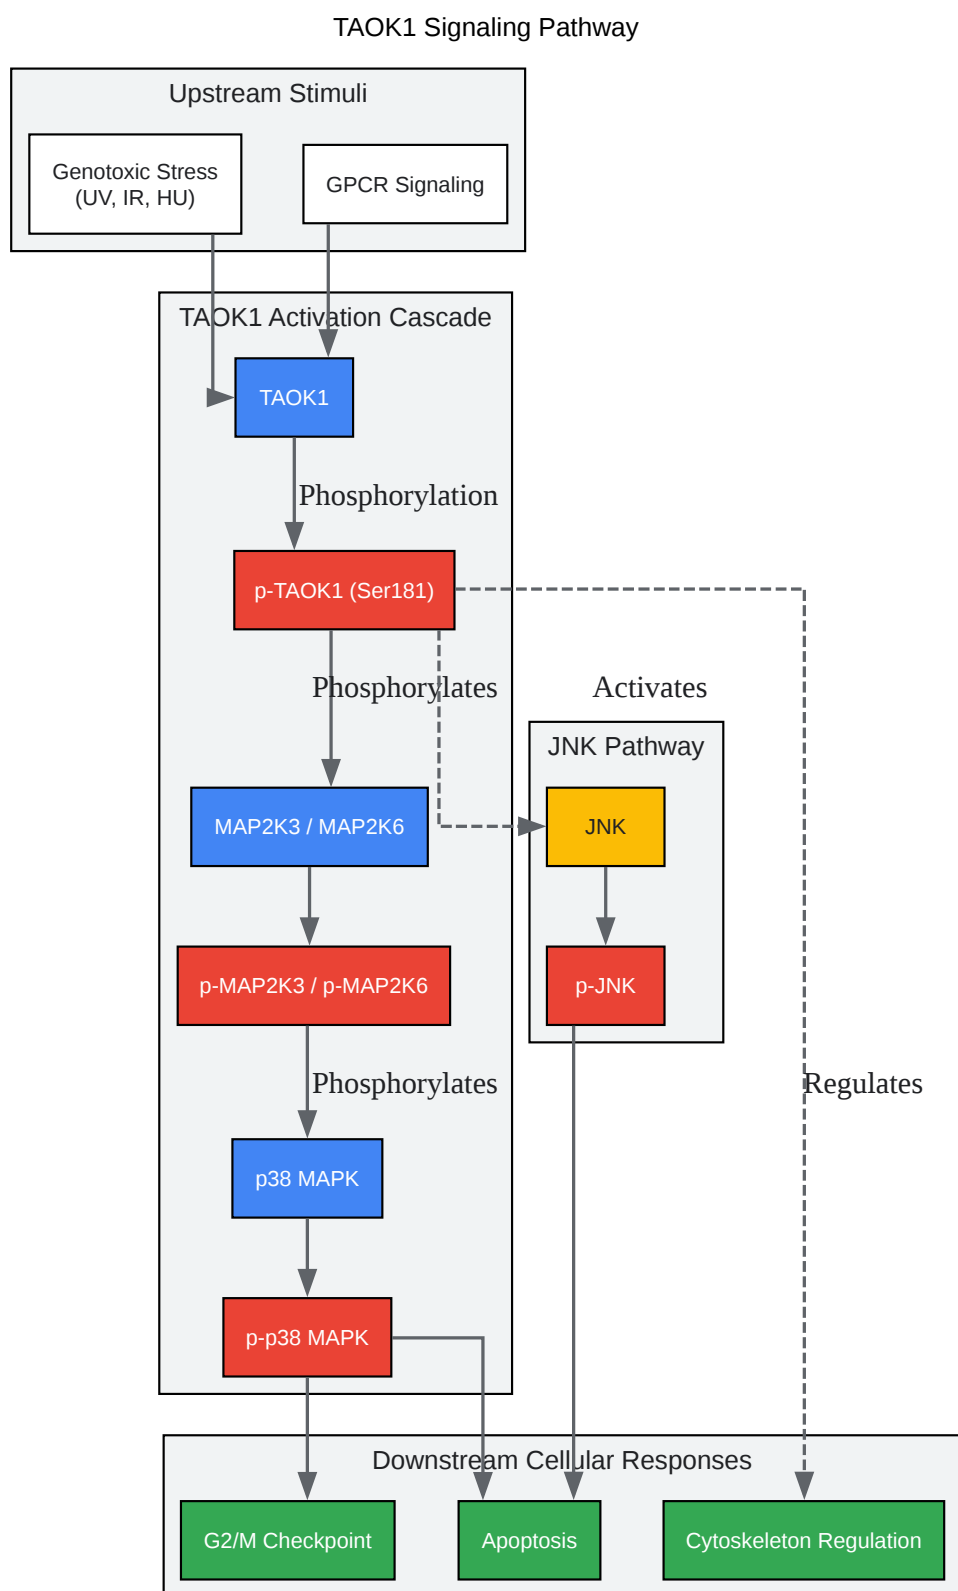 TAOK1 Signaling Pathway
Upstream Stimuli
Genotoxic Stress
(UV, IR, HU)
GPCR Signaling
TAOK1 Activation Cascade
TAOK1
Phosphorylation
p-TAOK1 (Ser181)
Phosphorylates
Activates
JNK Pathway
MAP2K3 / MAP2K6
JNK
p-MAP2K3 / p-MAP2K6
p-JNK
Phosphorylates
Regulates
p38 MAPK
p-p38 MAPK
Downstream Cellular Responses
G2/M Checkpoint
Apoptosis
Cytoskeleton Regulation